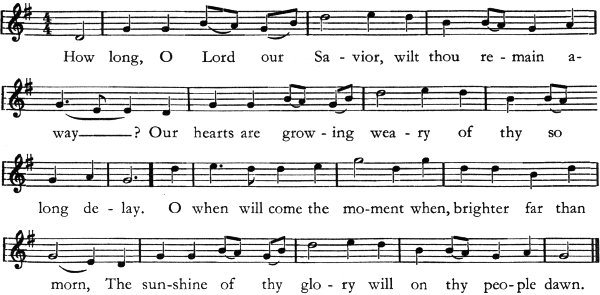 How long, O Lord our Sa - vior, wilt thou re - main a-
way——? Our hearts are grow - ing wea - ry of thy so
long de - lay. O when will come the mo-ment when, brighter far than
morn, The sun-shine of thy glo - ry will on thy peo-ple dawn.